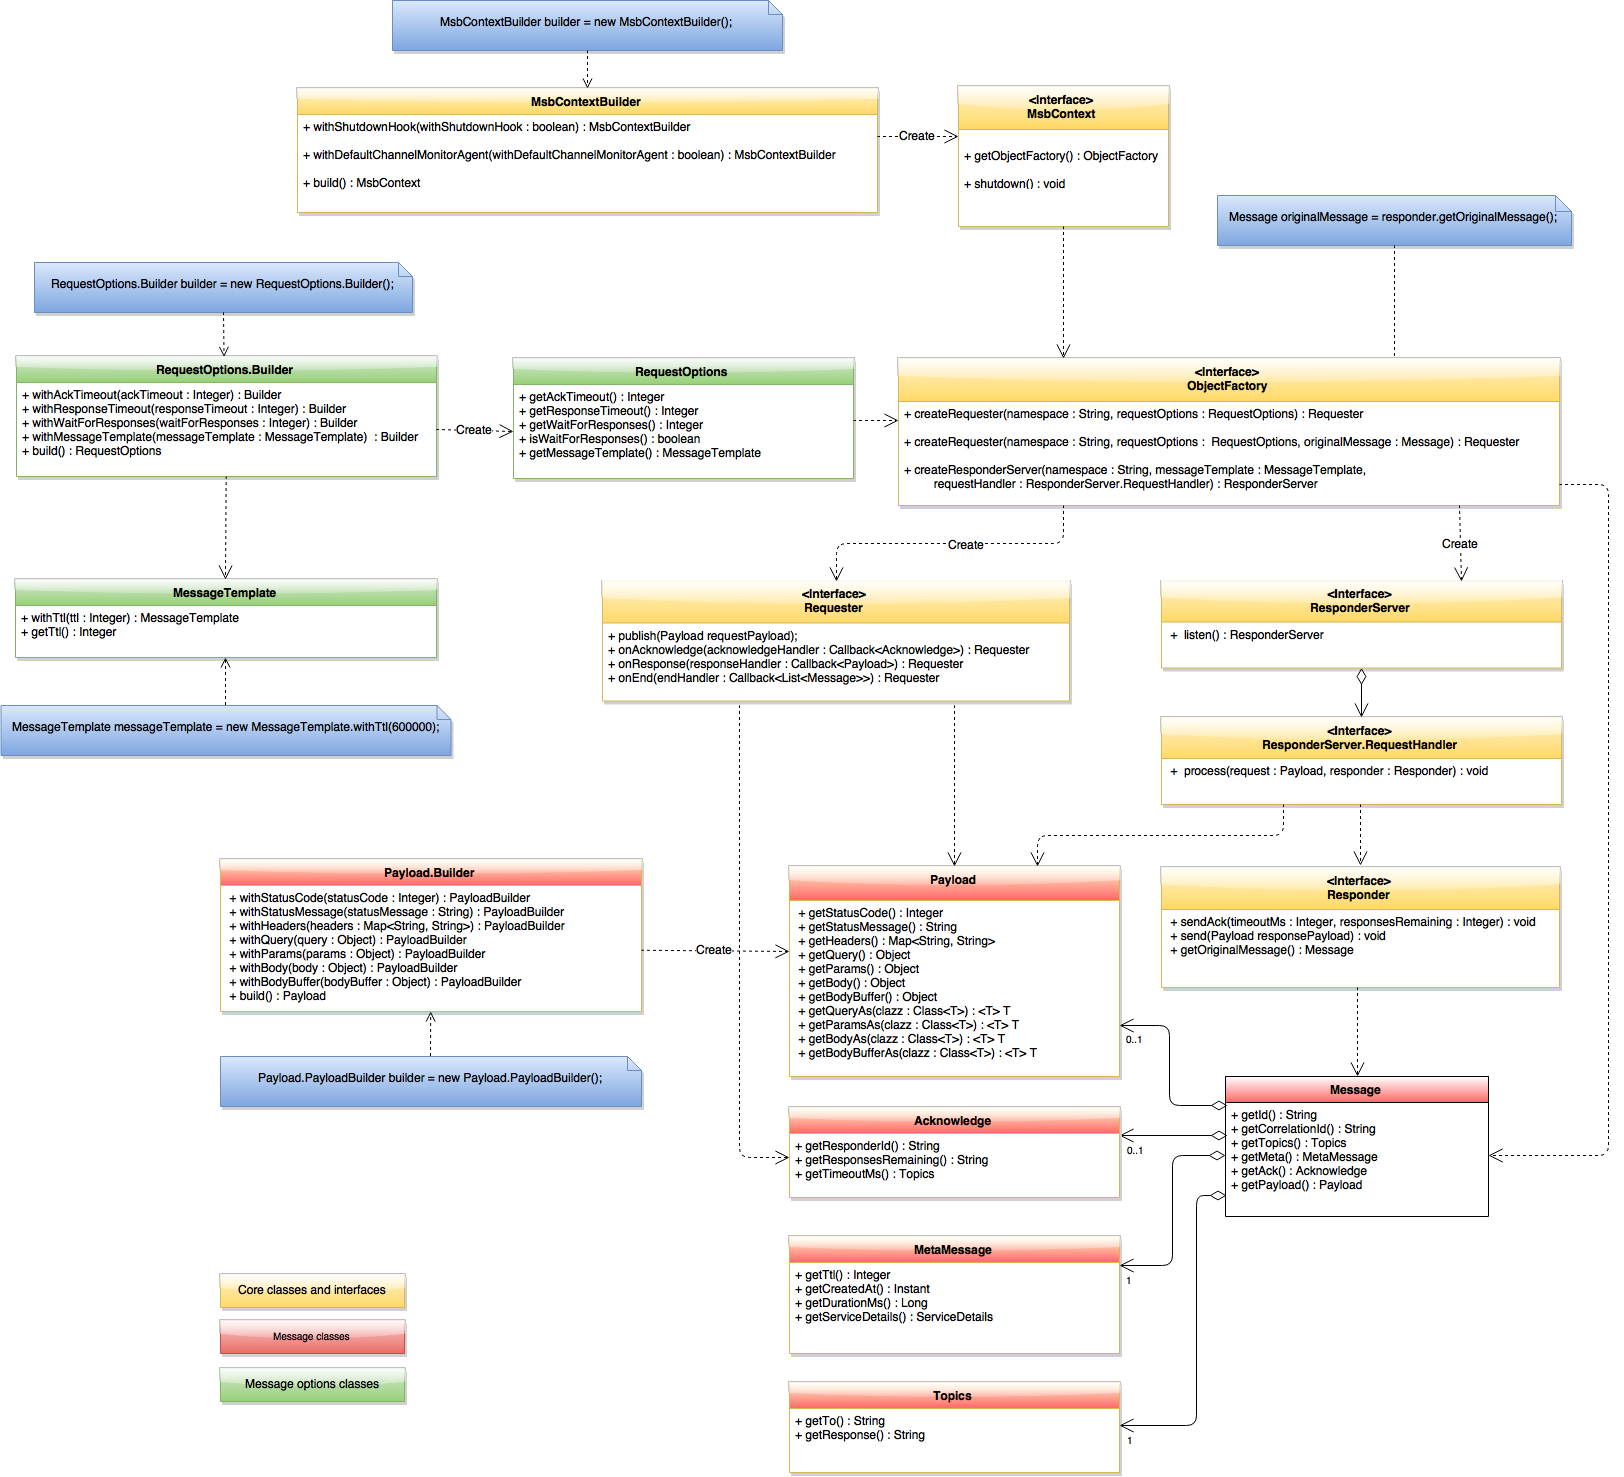 MsbContextBuilder builder = new MsbContextBuilder();
MsbContextBuilder
+ withShutdownHook(withShutdownHook : boolean) : MsbContextBuilder
+ withDefaultChannelMonitorAgent(withDefaultChannelMonitorAgent : boolean) : MsbContextBuilder
+ build() : MsbContext
Create
<Interface>
MsbContext
+ getObjectFactory() : ObjectFactory
+ shutdown() : void
Message originalMessage = responder.getOriginalMessage();
RequestOptions.Builder builder = new RequestOptions.Builder();
RequestOptions.Builder
+ withAckTimeout(ackTimeout : Integer) : Builder
+ withResponseTimeout(responseTimeout : Integer) : Builder
+ withWaitForResponses(waitForResponses : Integer) : Builder
+ withMessageTemplate(messageTemplate : MessageTemplate) : Builder
+ build() : RequestOptions
Create
RequestOptions
+ getAckTimeout() : Integer
+ getResponseTimeout() : Integer
+ getWaitForResponses() : Integer
+ isWaitForResponses() : boolean
+ getMessageTemplate() : MessageTemplate
<Interface>
ObjectFactory
+ createRequester(namespace : String, requestOptions : RequestOptions) : Requester
+ createRequester(namespace : String, requestOptions : RequestOptions, originalMessage : Message) : Requester
+ createResponderServer(namespace : String, messageTemplate : MessageTemplate,
requestHandler : ResponderServer.RequestHandler) : ResponderServer
Create
Create
MessageTemplate
+ withTtl(ttl : Integer) : MessageTemplate
+ getTtl() : Integer
<Interface>
Requester
+ publish(Payload requestPayload);
+ onAcknowledge(acknowledgeHandler : Callback<Acknowledge>) : Requester
+ onResponse(responseHandler : Callback<Payload>) : Requester
+ onEnd(endHandler : Callback<List<Message>>) : Requester
<Interface>
ResponderServer
+ listen() : ResponderServer
MessageTemplate messageTemplate = new MessageTemplate.withTtl(600000);
<Interface>
ResponderServer.RequestHandler
+ process(request : Payload, responder : Responder) : void
Payload.Builder
+ withStatusCode(statusCode : Integer) : PayloadBuilder
+ withStatusMessage(statusMessage : String) : PayloadBuilder
+ withHeaders(headers : Map<String, String>) : PayloadBuilder
+ withQuery(query : Object) : PayloadBuilder
+ withParams(params : Object) : PayloadBuilder
+ withBody(body : Object) : PayloadBuilder
+ withBodyBuffer(bodyBuffer : Object) : PayloadBuilder
+ build() : Payload
Create
Payload
+ getStatusCode() : Integer
+ getStatusMessage() : String
+ getHeaders() : Map<String, String>
+ getQuery() : Object
+ getParams() : Object
+ getBody() : Object
+ getBodyBuffer() : Object
+ getQueryAs(clazz : Class<T>) : <T> T
+ getParamsAs(clazz : Class<T>) : <T> T
+ getBodyAs(clazz : Class<T>) : <T> T
+ getBodyBufferAs(clazz : Class<T>) : <T> T
<Interface>
Responder
+ sendAck(timeoutMs : Integer, responsesRemaining : Integer) : void
+ send(Payload responsePayload) : void
+ getOriginalMessage() : Message
0..1
Payload.PayloadBuilder builder = new Payload.PayloadBuilder();
Message
+ getId() : String
+ getCorrelationId() : String
+ getTopics() : Topics
+ getMeta() : MetaMessage
+ getAck() : Acknowledge
+ getPayload() : Payload
Acknowledge
+ getResponderId() : String
+ getResponsesRemaining() : String
+ getTimeoutMs() : Topics
0..1
MetaMessage
+ getTtl() : Integer
+ getCreatedAt() : Instant
+ getDurationMs() : Long
+ getServiceDetails() : ServiceDetails
1
Core classes and interfaces
Message classes
Message options classes
Topics
+ getTo() : String
+ getResponse() : String
1